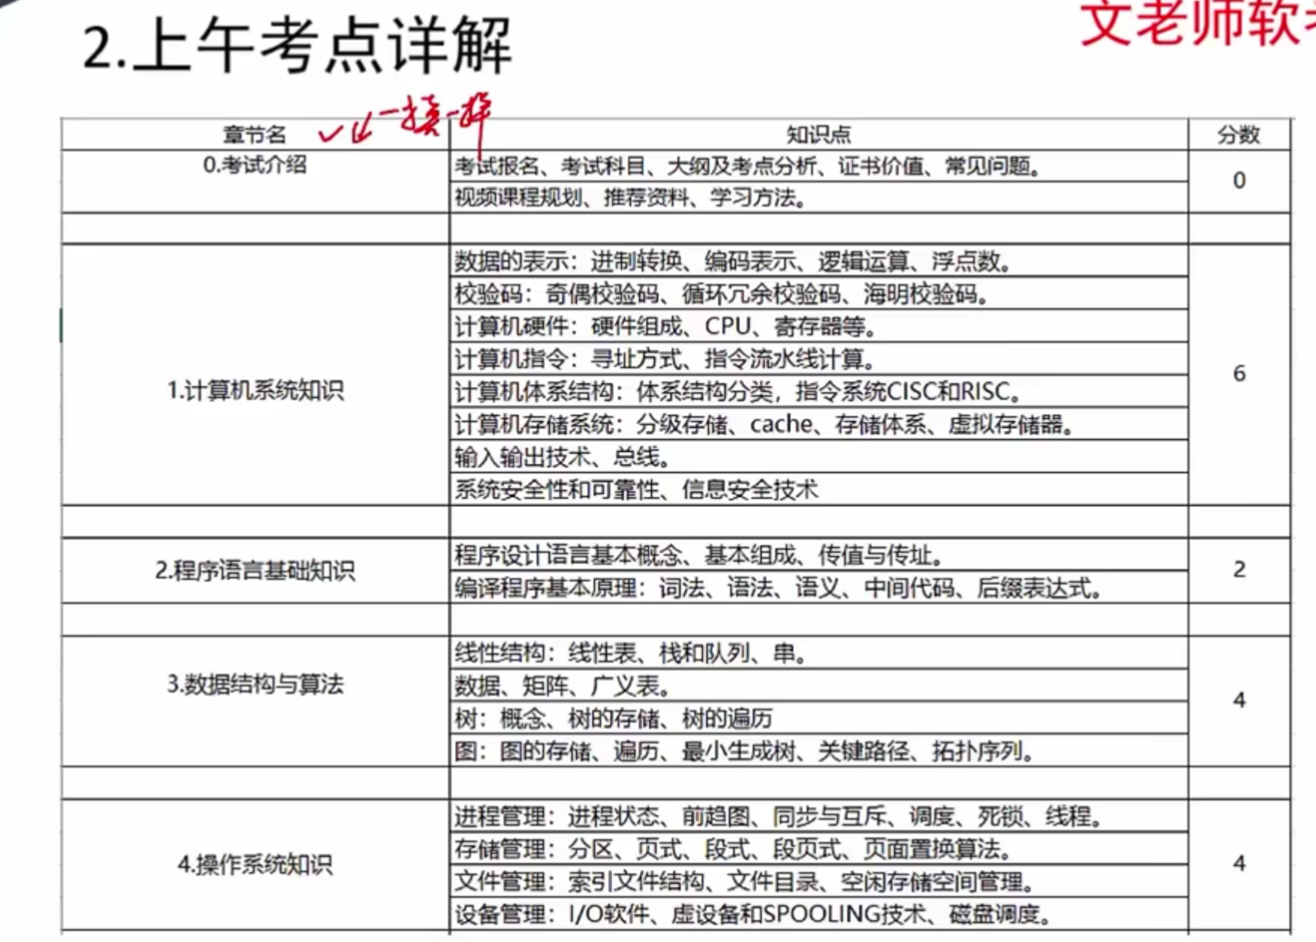 2.上午考点详解
文老师软考
一模一样
章节名 知识点 分数
0.考试介绍 考试报名、考试科目、大纲及考点分析、证书价值、常见问题。 0
视频课程规划、推荐资料、学习方法。
数据的表示：进制转换、编码表示、逻辑运算、浮点数。
校验码：奇偶校验码、循环冗余校验码、海明校验码。
计算机硬件：硬件组成、CPU、寄存器等。
计算机指令：寻址方式、指令流水线计算。
1.计算机系统知识 计算机体系结构：体系结构分类，指令系统CISC和RISC。 6
计算机存储系统：分级存储、cache、存储体系、虚拟存储器。
输入输出技术、总线。
系统安全性和可靠性、信息安全技术
2.程序语言基础知识 程序设计语言基本概念、基本组成、传值与传址。 2
编译程序基本原理：词法、语法、语义、中间代码、后缀表达式。
线性结构：线性表、栈和队列、串。
3.数据结构与算法 数据、矩阵、广义表。 4
树：概念、树的存储、树的遍历
图：图的存储、遍历、最小生成树、关键路径、拓扑序列。
进程管理：进程状态、前趋图、同步与互斥、调度、死锁、线程。
4.操作系统知识 存储管理：分区、页式、段式、段页式、页面置换算法。 4
文件管理：索引文件结构、文件目录、空闲存储空间管理。
设备管理：I/O软件、虚设备和SPOOLING技术、磁盘调度。